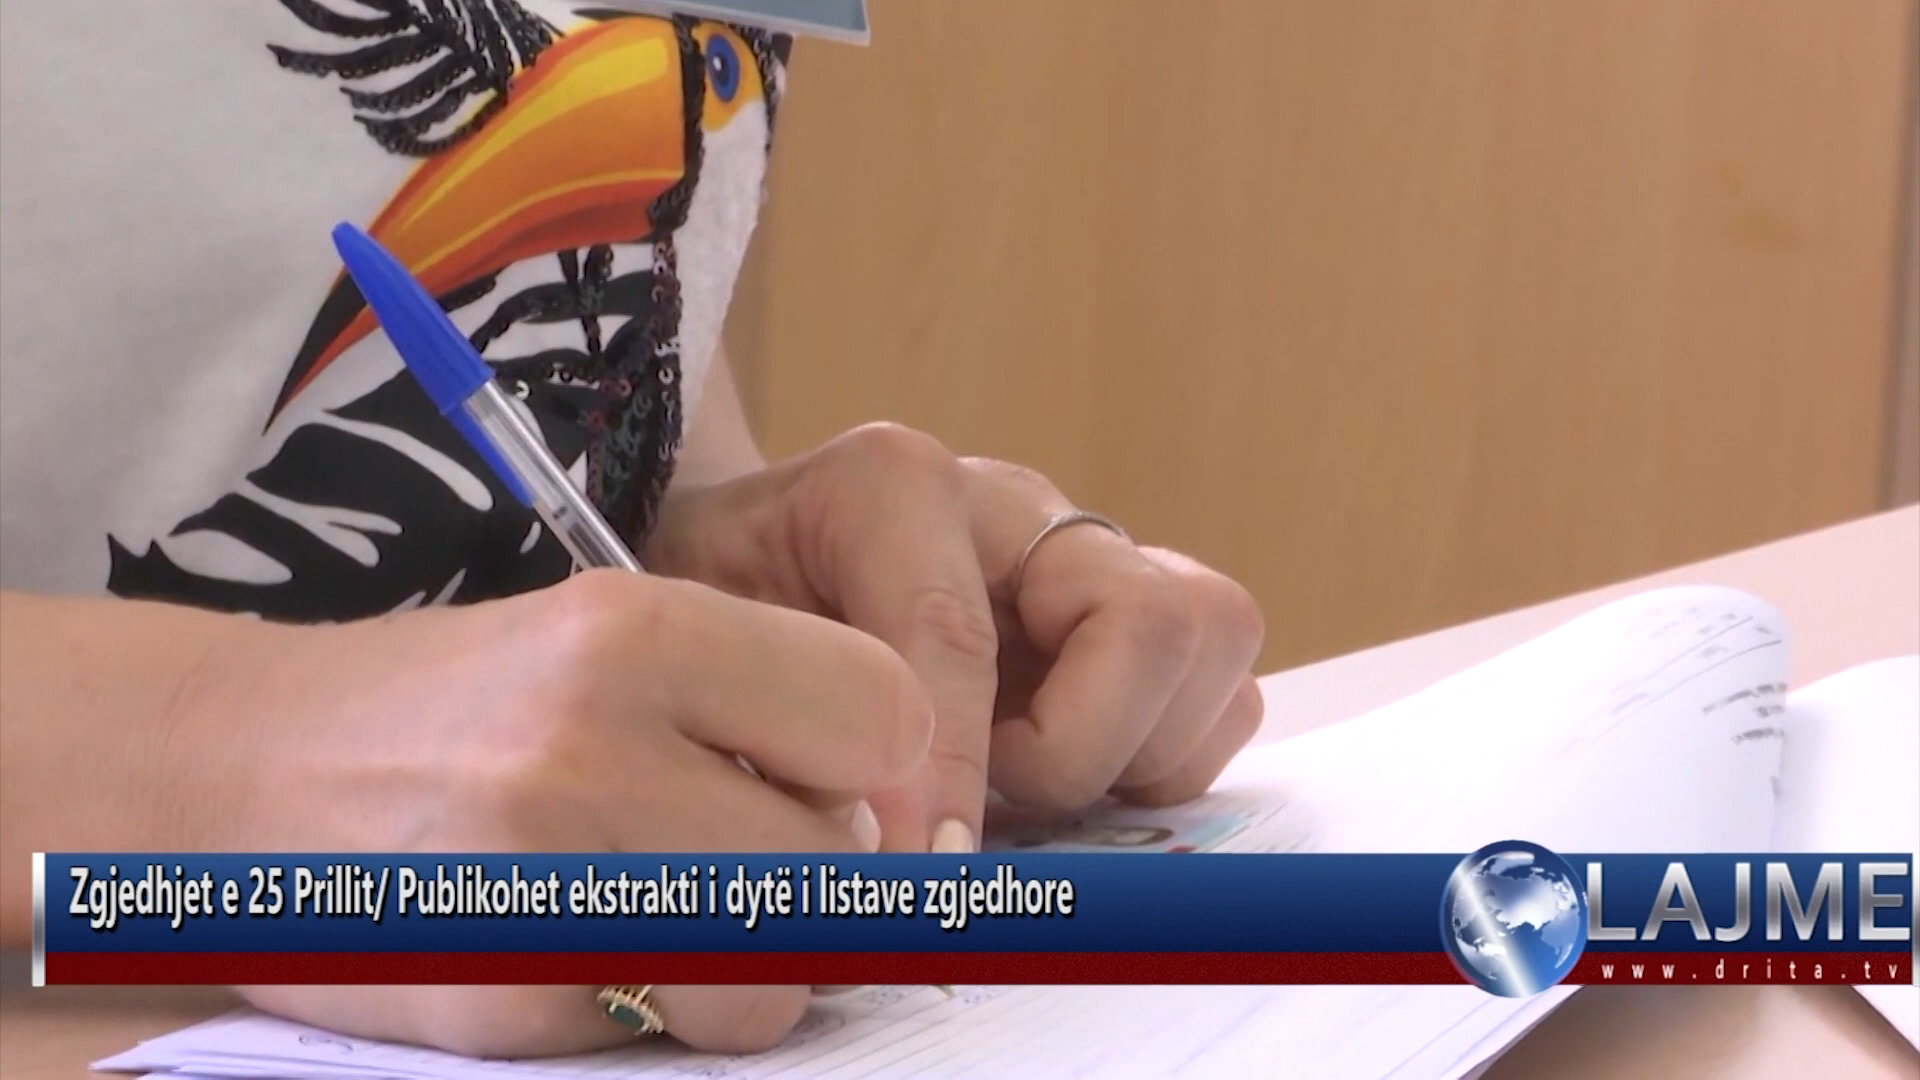 Zgjedhjet e 25 Prillit/ Publikohet ekstrakti i dytë i listave zgjedhore
LAJME
www.drita.tv